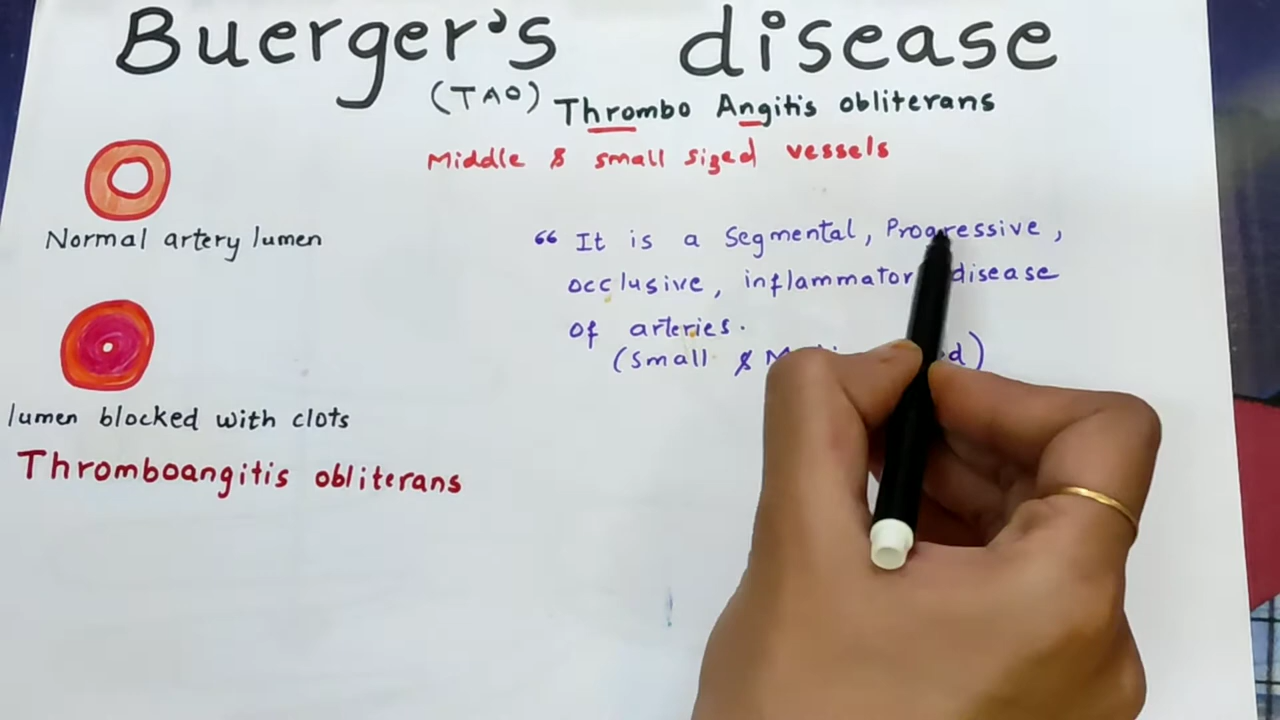 Buerger's disease
(TAO) Thrombo Angitis obliterans
Middle & small sized vessels
Normal artery lumen
"It is a Segmental, Progressive,
occlusive, inflammator disease
of arteries.
(Small &
lumen blocked with clots
Thromboangitis obliterans